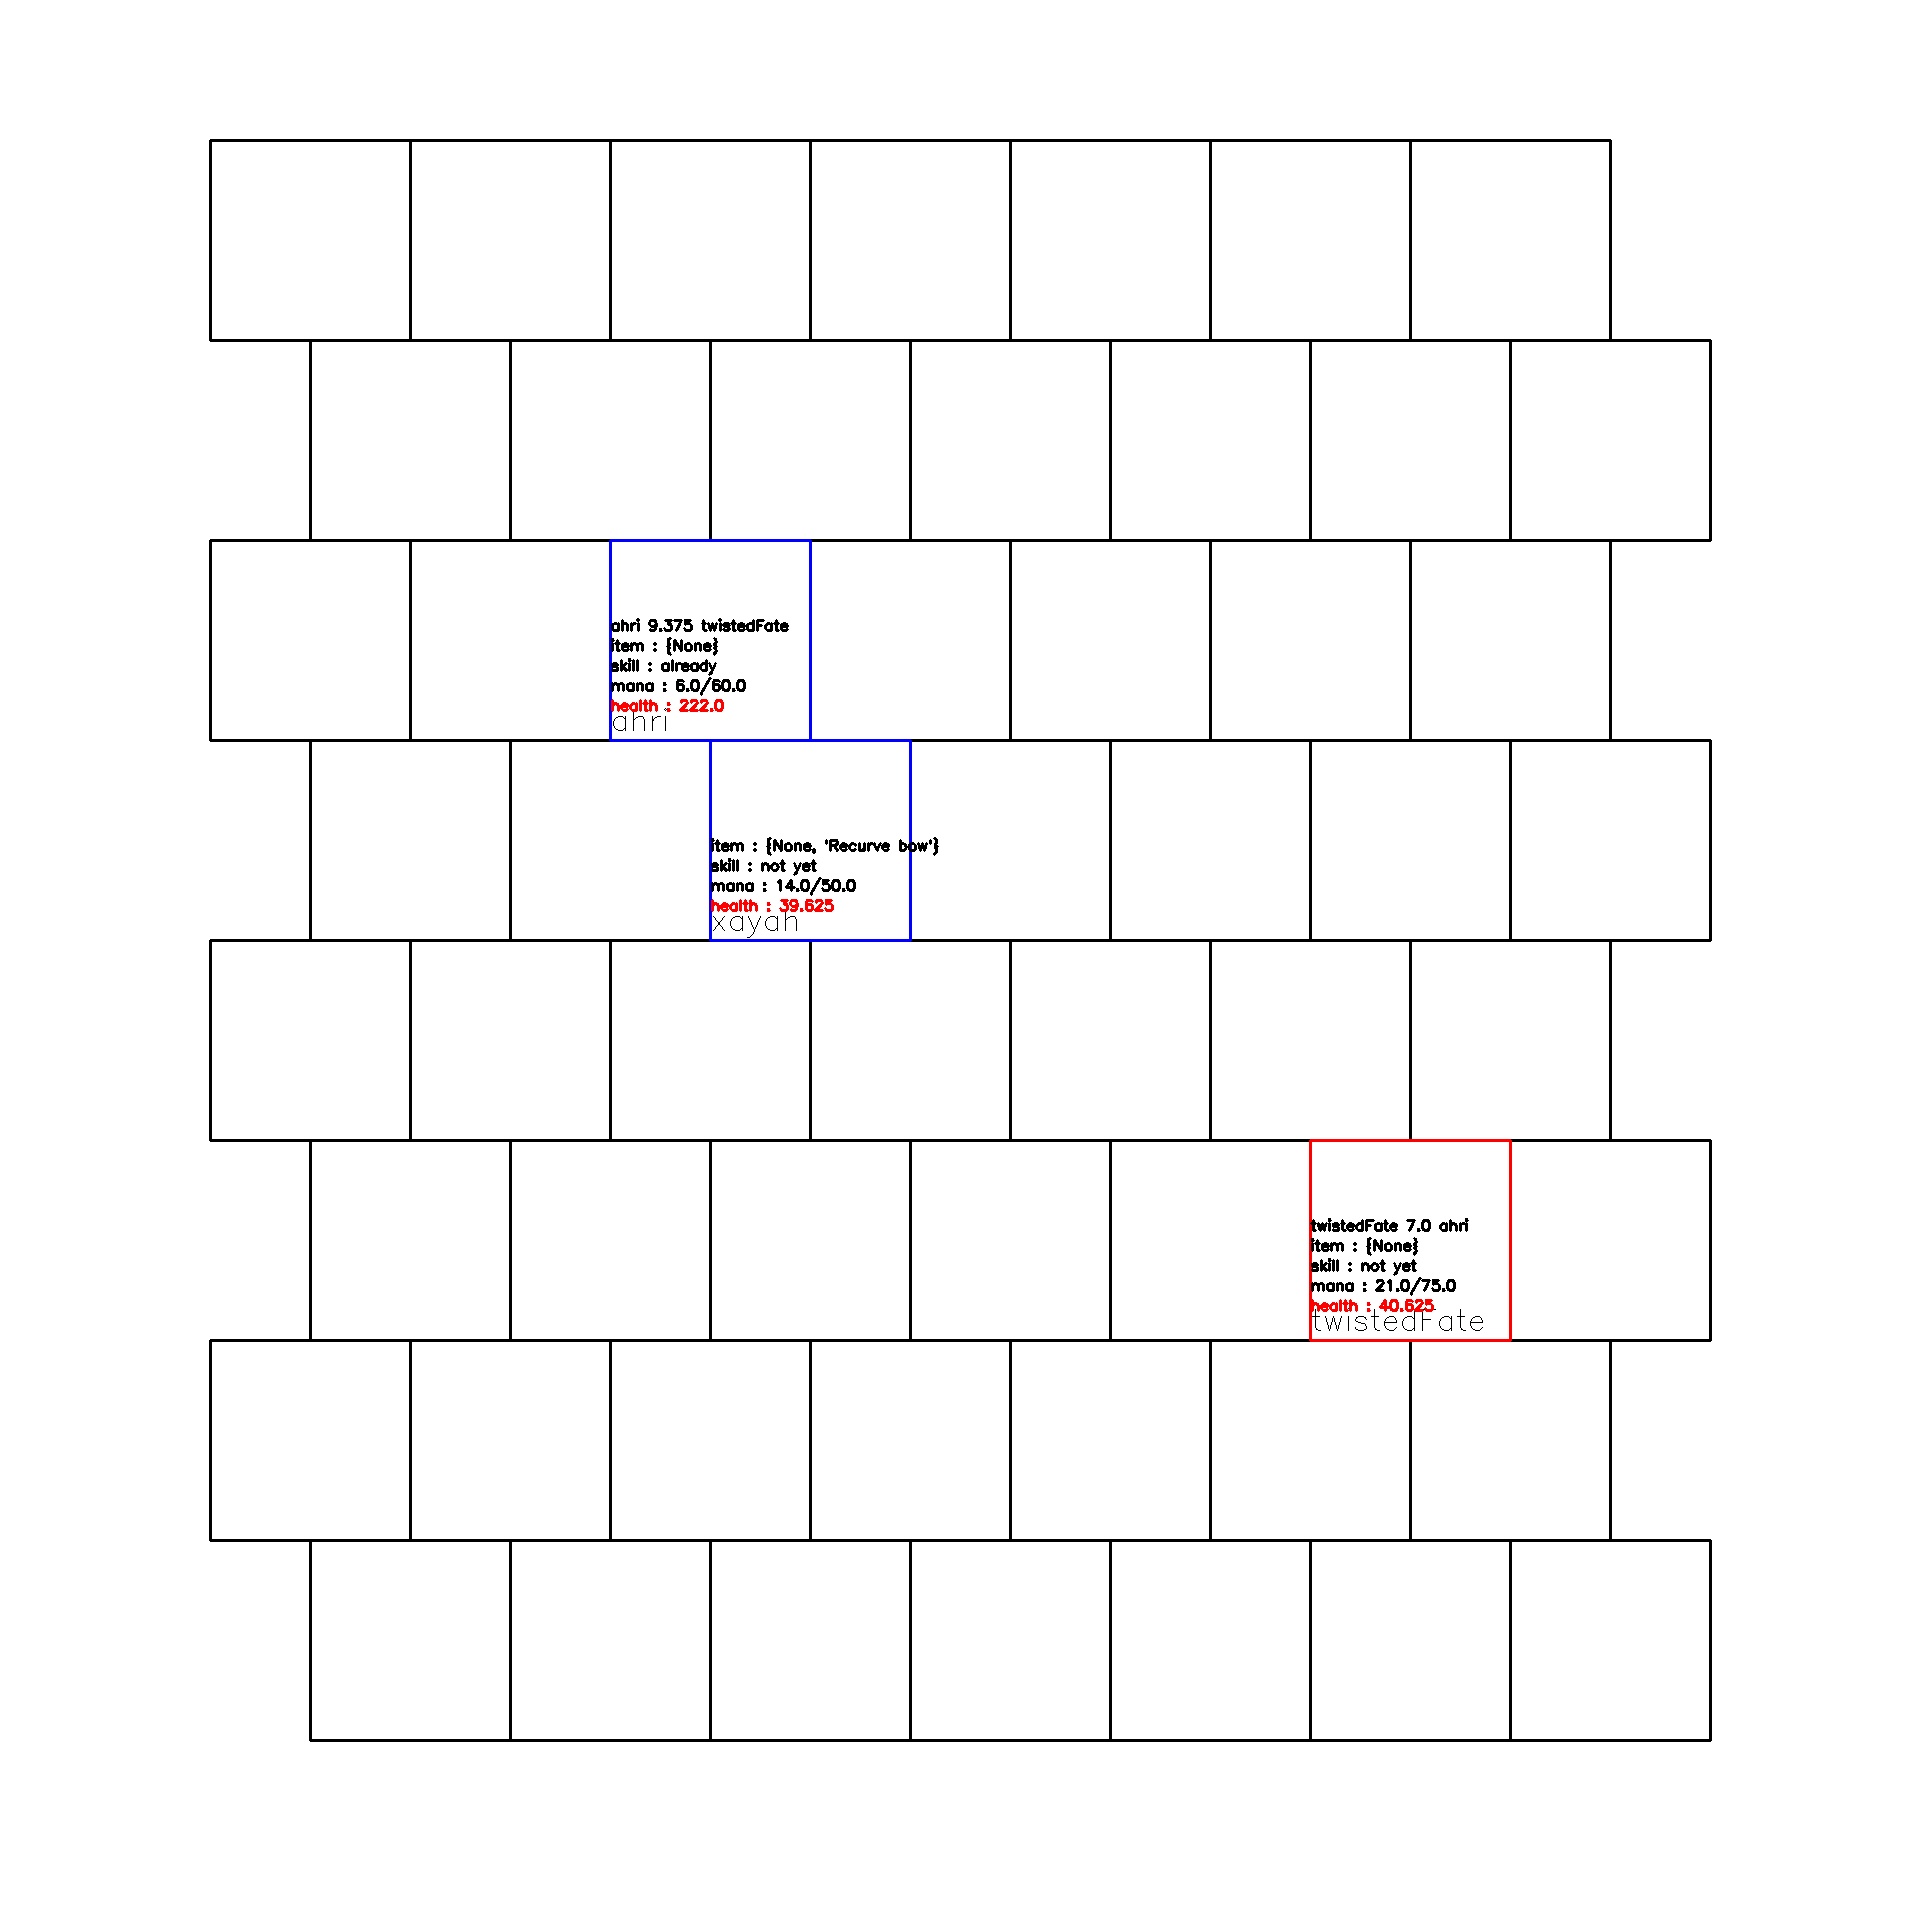 ahri 9.375 twistedFate
item : {None}
skill : already
mana : 6.0/60.0
health : 222.0
ahri
item : {None, 'Recurve bow'}
skill : not yet
mana : 14.0/50.0
health : 39.625
xayah
twistedFate 7.0 ahri
item : {None}
skill : not yet
mana : 21.0/75.0
health : 40.625
twistedFate